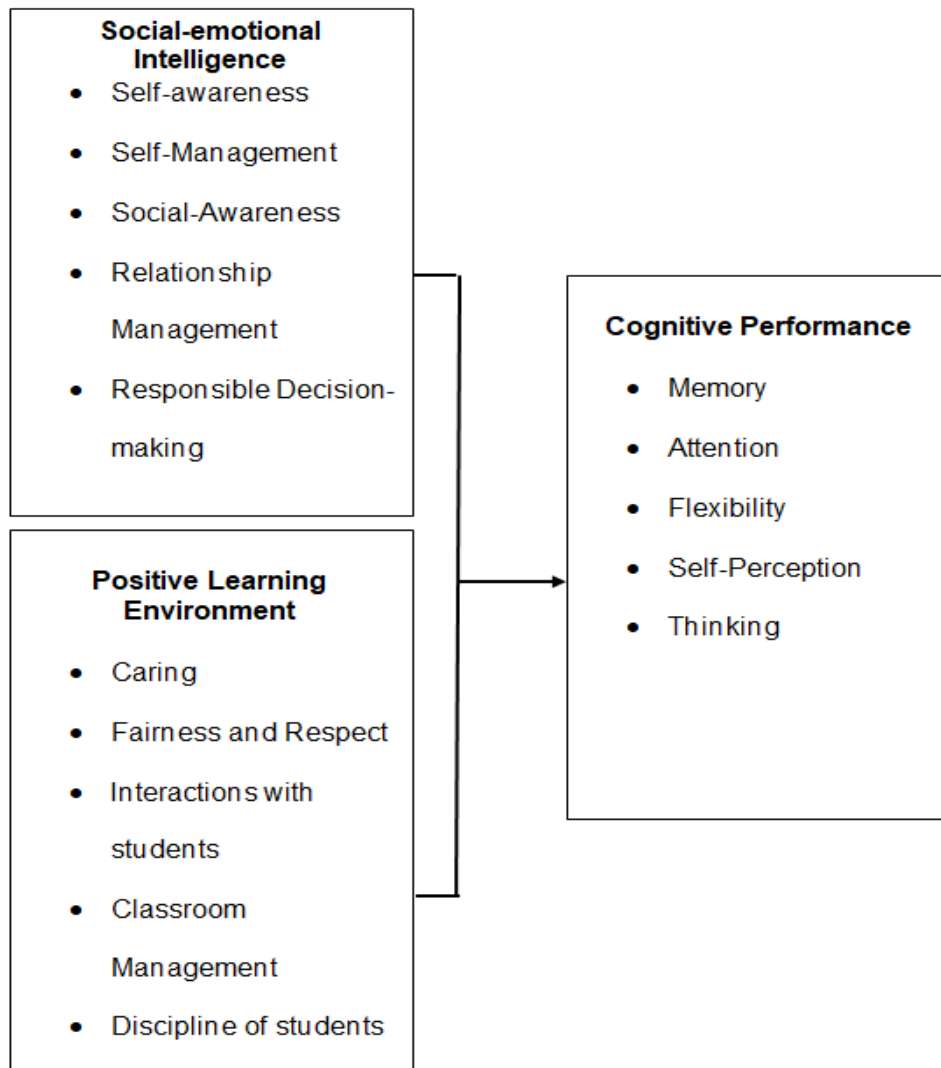 Social-emotional
Intelligence
• Self-awareness
• Self-Management
• Social-Awareness
• Relationship
Management
• Responsible Decision-
making
Positive Learning
Environment
• Caring
• Fairness and Respect
• Interactions with
students
• Classroom
Management
• Discipline of students
Cognitive Performance
• Memory
• Attention
• Flexibility
• Self-Perception
• Thinking